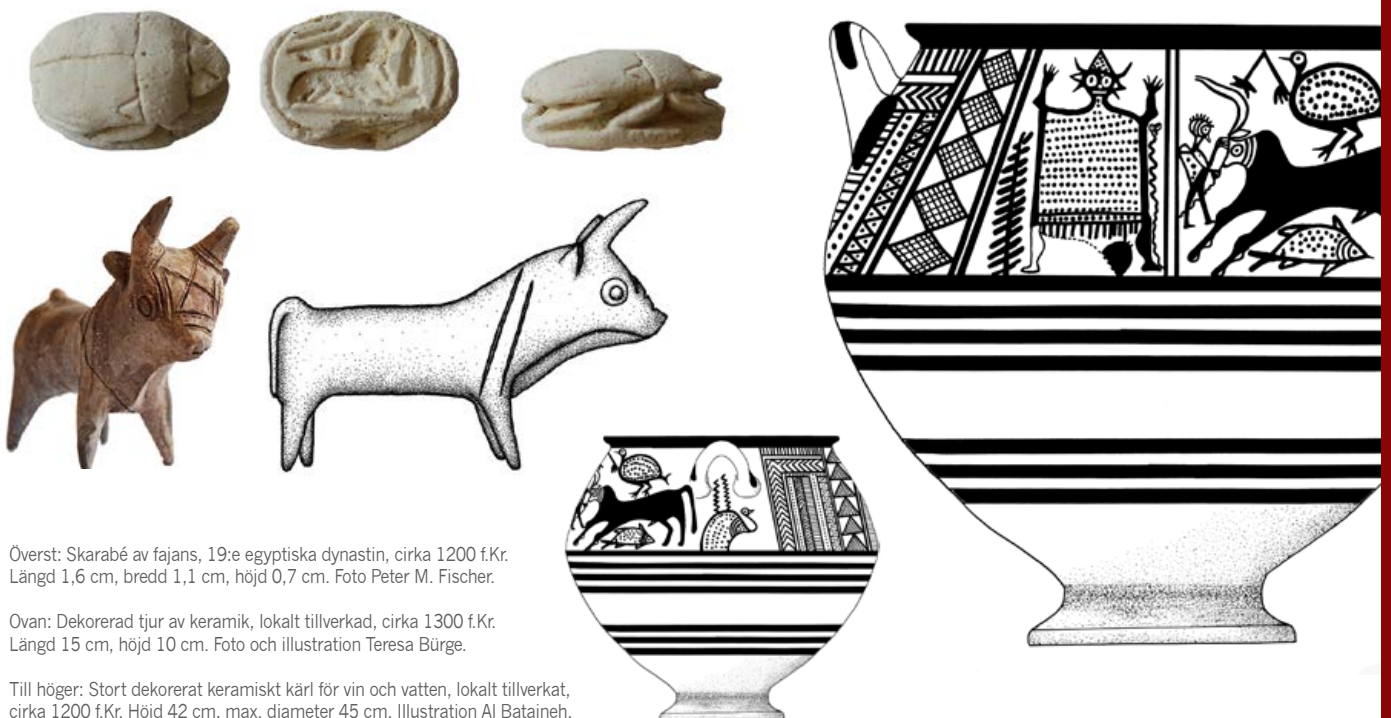 Överst: Skarabé av fajans, 19:e egyptiska dynastin, cirka 1200 f.Kr.
Längd 1,6 cm, bredd 1,1 cm, höjd 0,7 cm. Foto Peter M. Fischer.
Ovan: Dekorerad tjur av keramik, lokalt tillverkad, cirka 1300 f.Kr.
Längd 15 cm, höjd 10 cm. Foto och illustration Teresa Bürge.
Till höger: Stort dekorerat keramiskt kärl för vin och vatten, lokalt tillverkat,
cirka 1200 f.Kr. Höjd 42 cm, max. diameter 45 cm. Illustration Al Bataineh.